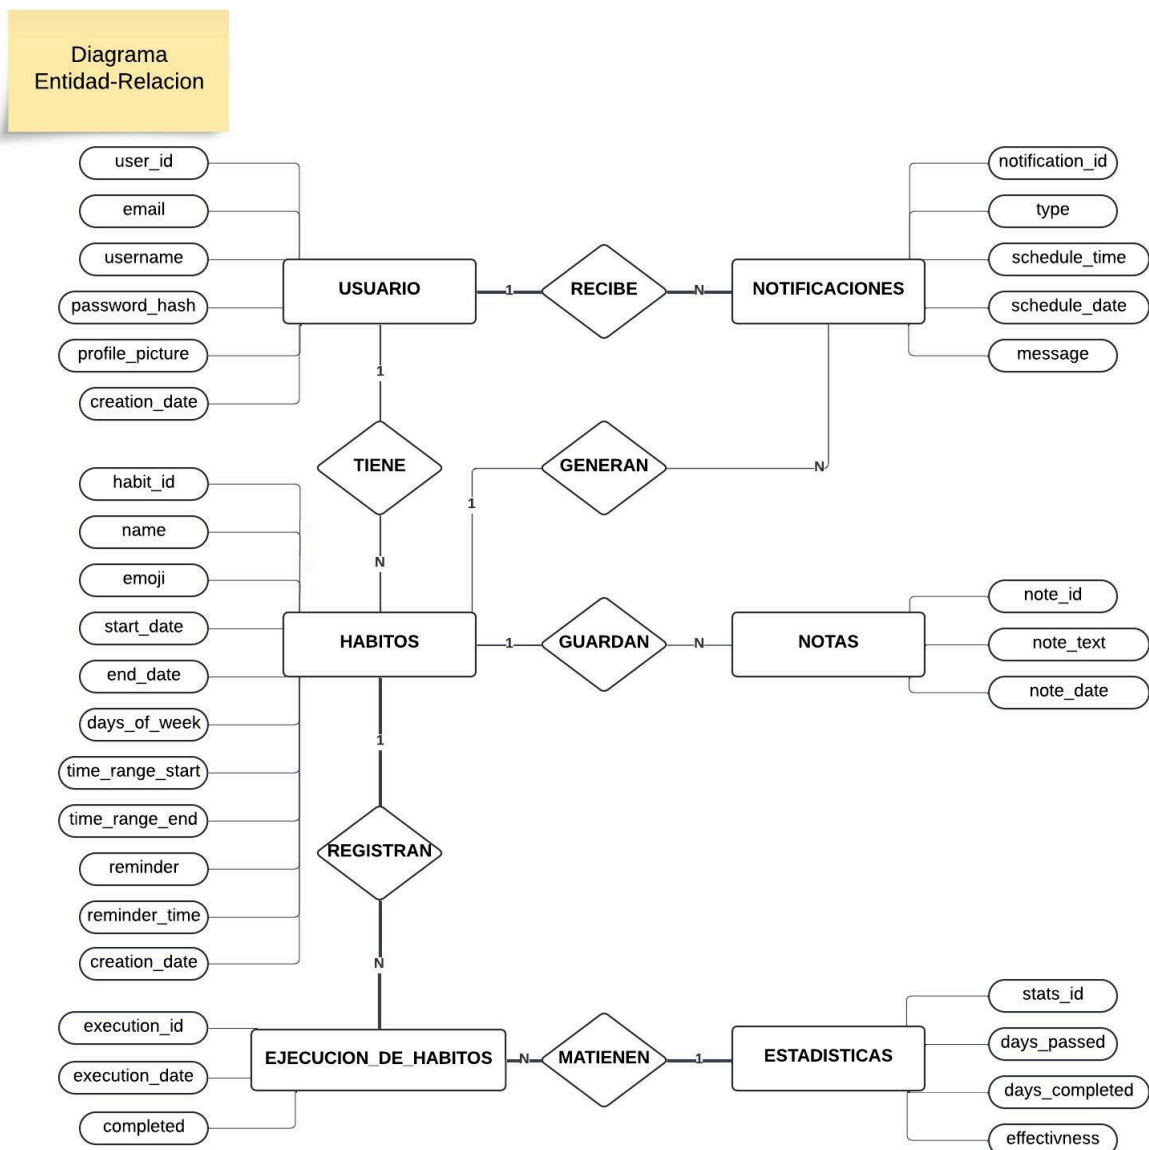 Diagrama
Entidad-Relacion
user_id
email
username
password_hash
profile_picture
creation_date
USUARIO
1
RECIBE
N
NOTIFICACIONES
notification_id
type
schedule_time
schedule_date
message
1
TIENE
N
GENERAN
N
1
habit_id
name
emoji
start_date
end_date
days_of_week
time_range_start
time_range_end
reminder
reminder_time
creation_date
HABITOS
1
GUARDAN
N
NOTAS
note_id
note_text
note_date
1
REGISTRAN
N
execution_id
execution_date
completed
EJECUCION_DE_HABITOS
N
MATIENEN
1
ESTADISTICAS
stats_id
days_passed
days_completed
effectivness